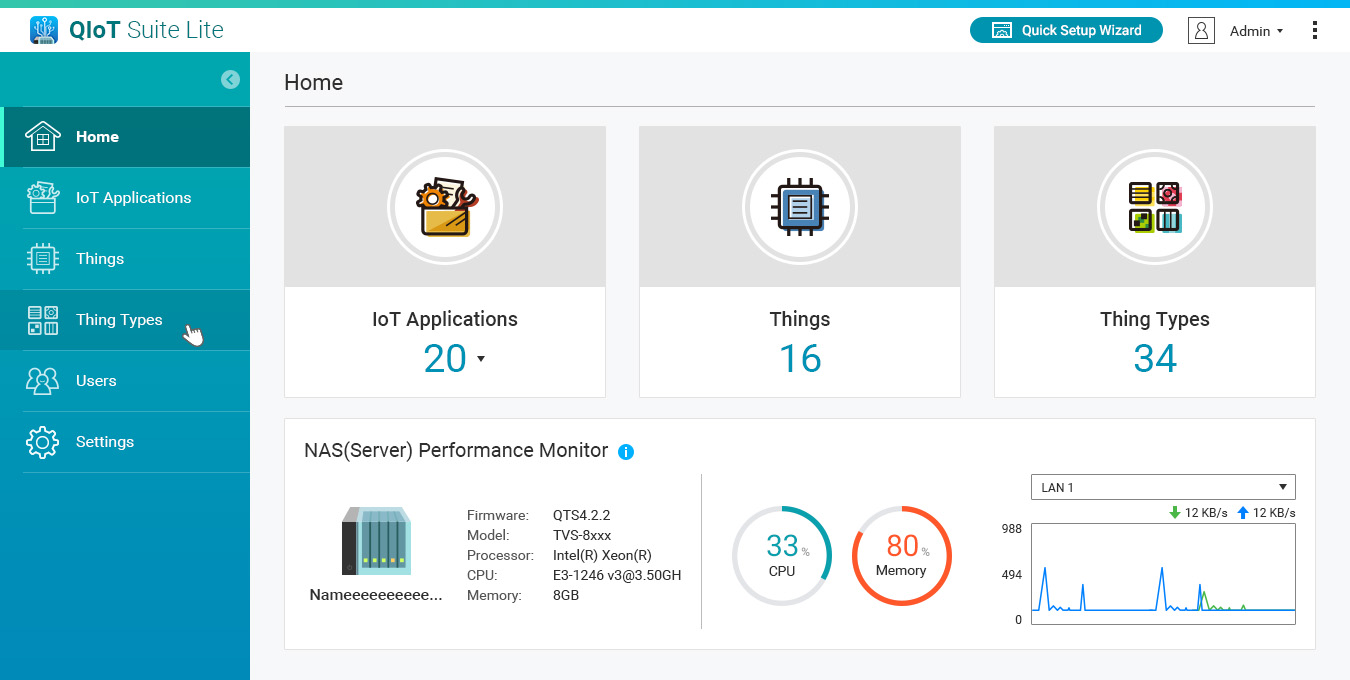 QIoT Suite Lite
Quick Setup Wizard
Admin
Home
Home
IoT Applications
Things
Thing Types
Users
Settings
IoT Applications
20
Things
16
Thing Types
34
NAS(Server) Performance Monitor
Nameeeeeeeeeee...
Firmware: QTS4.2.2
Model: TVS-8xxx
Processor: Intel(R) Xeon(R)
CPU: E3-1246 v3@3.50GH
Memory: 8GB
33%
CPU
80%
Memory
LAN 1
12 KB/s 12 KB/s
988
494
0